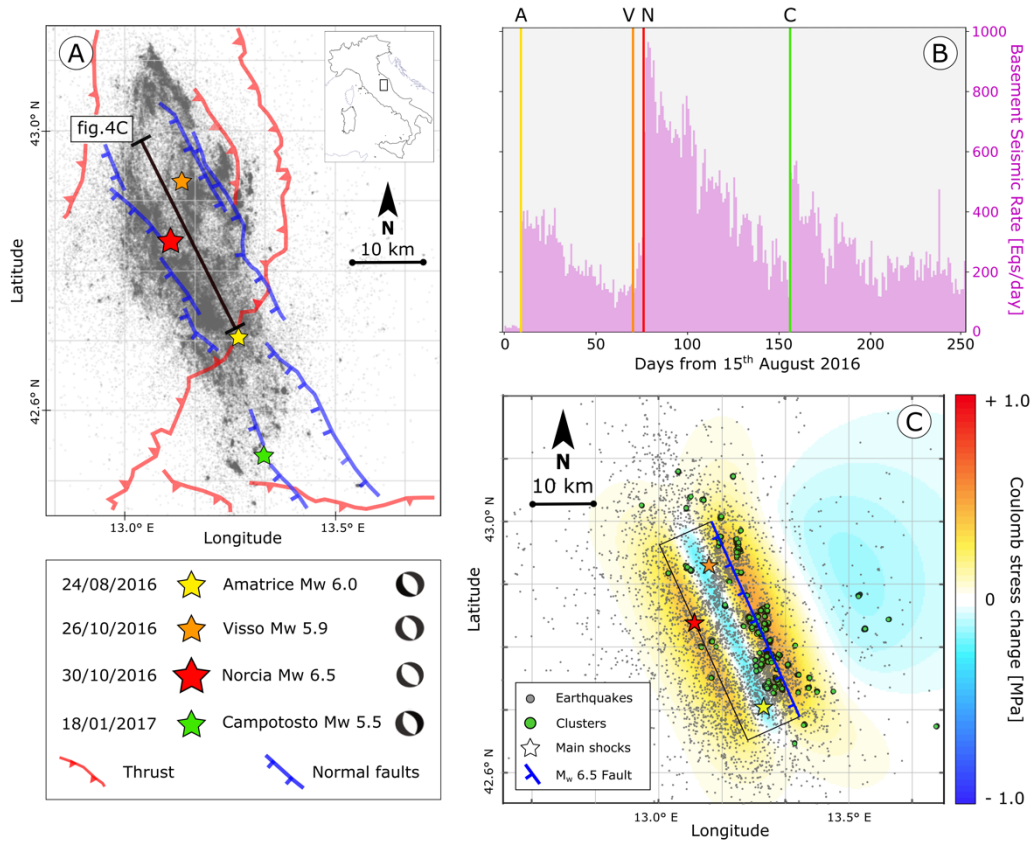 A
fig.4C
43.0° N
42.6° N
Latitude
N
10 km
13.0 °E
13.5° E
Longitude
A
V
N
C
B
1000
800
600
400
200
0
Basement Seismic Rate [Eqs/day]
0
50
100
150
200
250
Days from 15th August 2016
24/08/2016 Amatrice Mw 6.0
26/10/2016 Visso Mw 5.9
30/10/2016 Norcia Mw 6.5
18/01/2017 Campotosto Mw 5.5
Thrust
Normal faults
C
N
10 km
43.0° N
42.6° N
Latitude
Earthquakes
Clusters
Main shocks
Mw 6.5 Fault
13.0° E
13.5° E
Longitude
+ 1.0
0
- 1.0
Coulomb stress change [MPa]